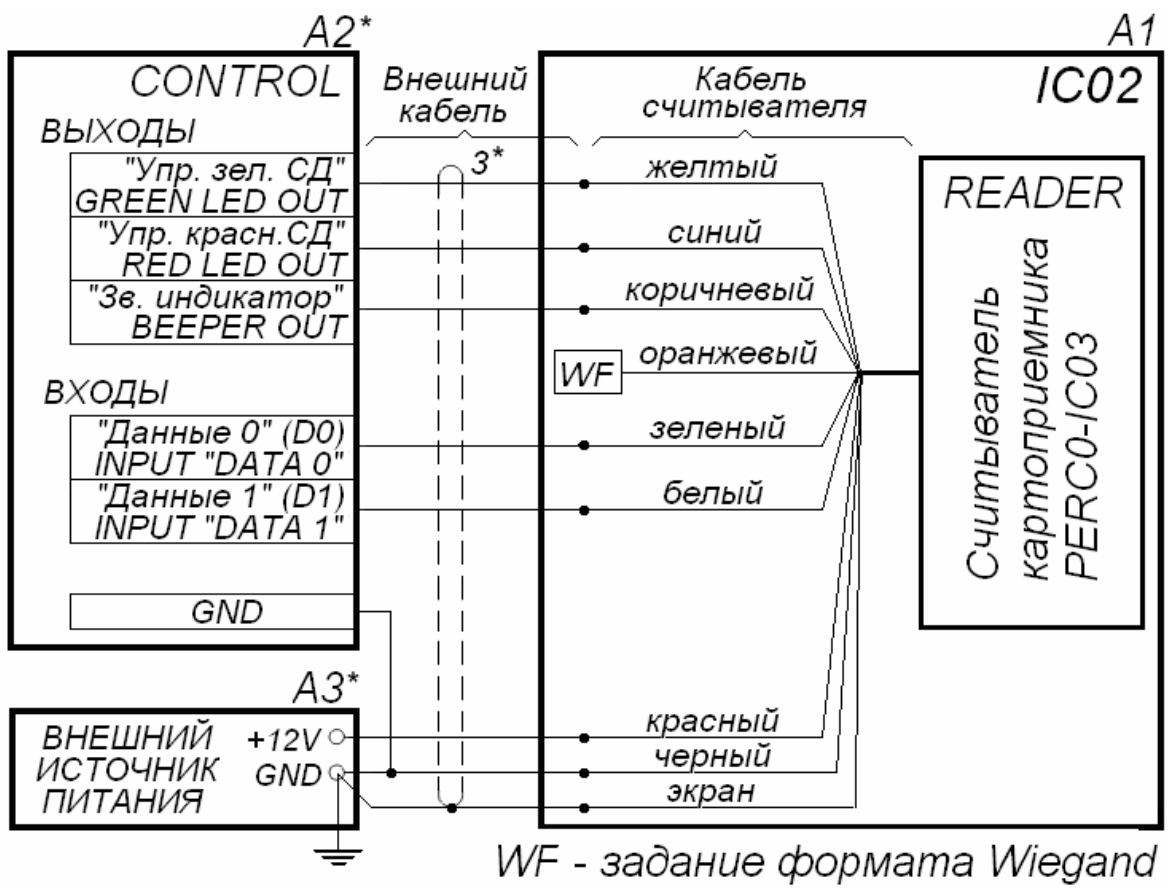 A2*
A1
CONTROL
Внешний
кабель
Кабель
считывателя
IC02
ВЫХОДЫ
"Упр. зел. СД"
GREEN LED OUT
"Упр. красн.СД"
RED LED OUT
"Зв. индикатор"
BEEPER OUT
3*
желтый
синий
коричневый
оранжевый
WF
зеленый
белый
READER
Считыватель
картоприемника
PERC0-IC03
ВХОДЫ
"Данные 0" (D0)
INPUT "DATA 0"
"Данные 1" (D1)
INPUT "DATA 1"
GND
A3*
ВНЕШНИЙ
ИСТОЧНИК
ПИТАНИЯ
+12V
GND
красный
черный
экран
WF - задание формата Wiegand